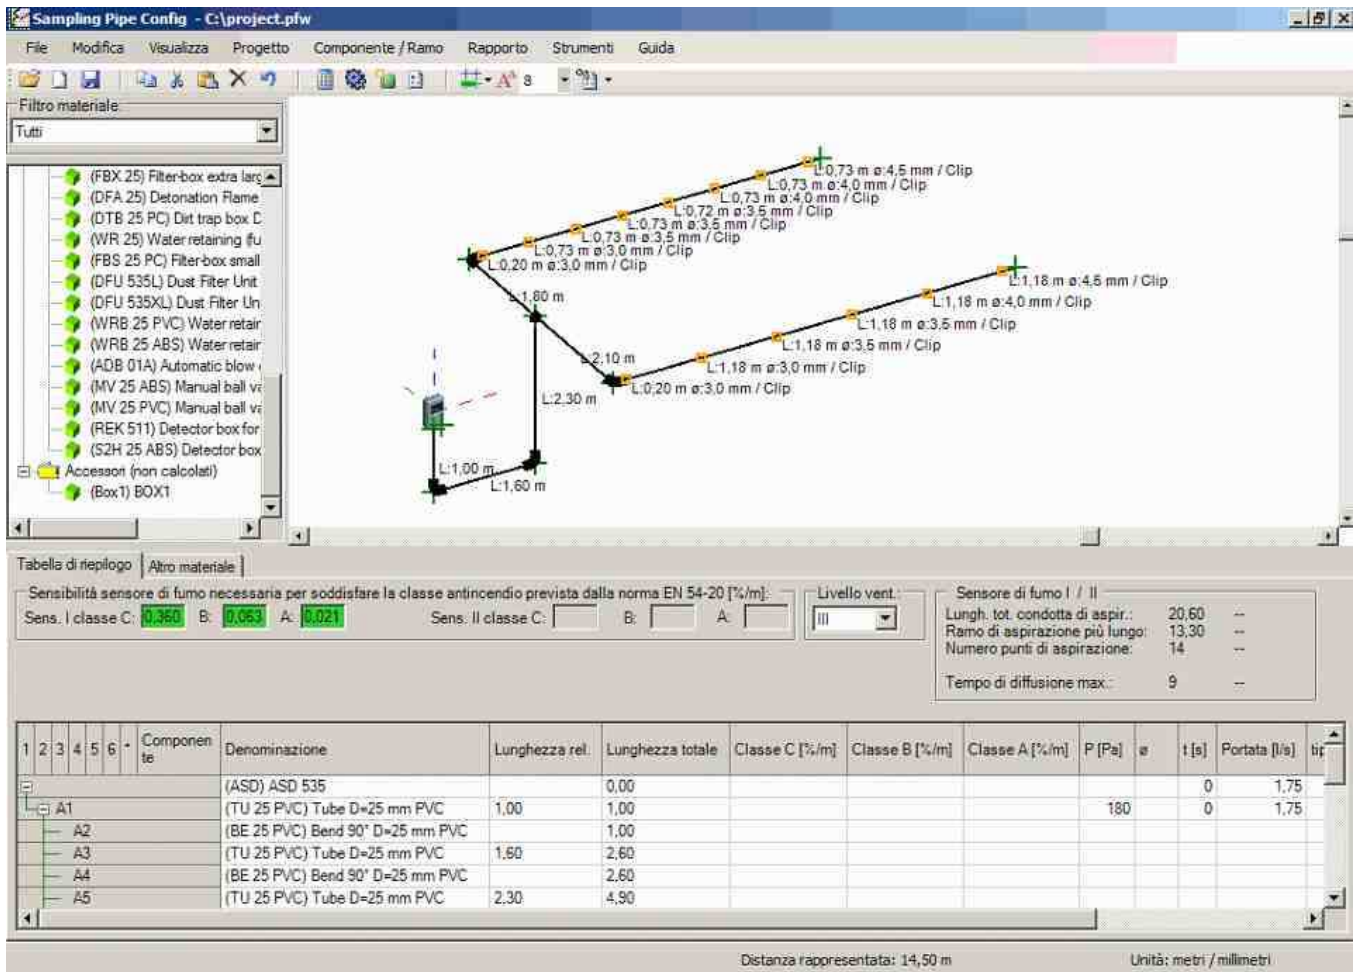 Sampling Pipe Config - C:\project.pfw
File Modifica Visualizza Progetto Componente / Ramo Rapporto Strumenti Guida
8
Filtro materiale:
Tutti
(FBX 25) Filter-box extra larg
(DFA 25) Detonation Flame
(DTB 25 PC) Dirt trap box D
(WR 25) Water retaining (fu
(FBS 25 PC) Filter-box small
(DFU 535L) Dust Filter Unit
(DFU 535XL) Dust Filter Un
(WRB 25 PVC) Water retair
(WRB 25 ABS) Water retair
(ADB 01A) Automatic blow
(MV 25 ABS) Manual ball va
(MV 25 PVC) Manual ball va
(REK 511) Detector box for
(S2H 25 ABS) Detector box
Accessori (non calcolati)
(Box1) BOX1
L:0,73 m ø:4,5 mm / Clip
L:0,73 m ø:4,0 mm / Clip
L:0,73 m ø:4,0 mm / Clip
L:0,72 m ø:3,5 mm / Clip
L:0,73 m ø:3,5 mm / Clip
L:0,73 m ø:3,5 mm / Clip
L:0,73 m ø:3,0 mm / Clip
L:0,20 m ø:3,0 mm / Clip
L:1,80 m
L:1,18 m ø:4,5 mm / Clip
L:1,18 m ø:4,0 mm / Clip
L:1,18 m ø:3,5 mm / Clip
L:1,18 m ø:3,5 mm / Clip
L:1,18 m ø:3,0 mm / Clip
L:0,20 m ø:3,0 mm / Clip
L:2,10 m
L:2,30 m
L:1,00 m
L:1,60 m
Tabella di riepilogo Altro materiale
Sensibilità sensore di fumo necessaria per soddisfare la classe antincendio prevista dalla norma EN 54-20 [%/m]:
Sens. I classe C: 0,360 B: 0,063 A: 0,021 Sens. II classe C: B: A:
Livello vent.:
III
Sensore di fumo I / II
Lungh. tot. condotta di aspir.: 20,60 --
Ramo di aspirazione più lungo: 13,30 --
Numero punti di aspirazione: 14 --
Tempo di diffusione max.: 9 --
1 2 3 4 5 6 * Componente Denominazione Lunghezza rel. Lunghezza totale Classe C [%/m] Classe B [%/m] Classe A [%/m] P [Pa] ø t [s] Portata [l/s] tip
(ASD) ASD 535 0,00 0 1,75
A1 (TU 25 PVC) Tube D=25 mm PVC 1,00 1,00 180 0 1,75
A2 (BE 25 PVC) Bend 90° D=25 mm PVC 1,00
A3 (TU 25 PVC) Tube D=25 mm PVC 1,60 2,60
A4 (BE 25 PVC) Bend 90° D=25 mm PVC 2,60
A5 (TU 25 PVC) Tube D=25 mm PVC 2,30 4,90
Distanza rappresentata: 14,50 m Unità: metri / millimetri